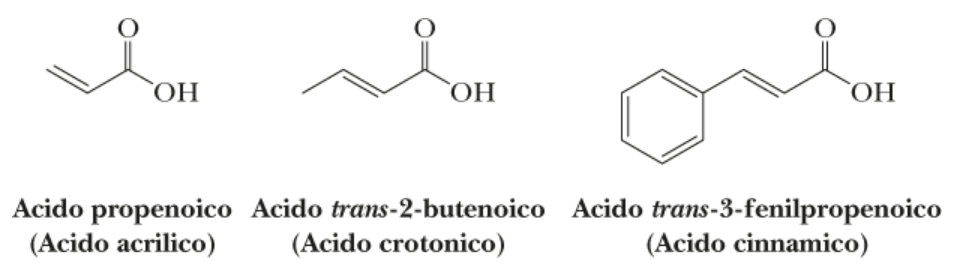 O O O
OH OH OH
Acido propenoico Acido trans-2-butenoico Acido trans-3-fenilpropenoico
(Acido acrilico) (Acido crotonico) (Acido cinnamico)